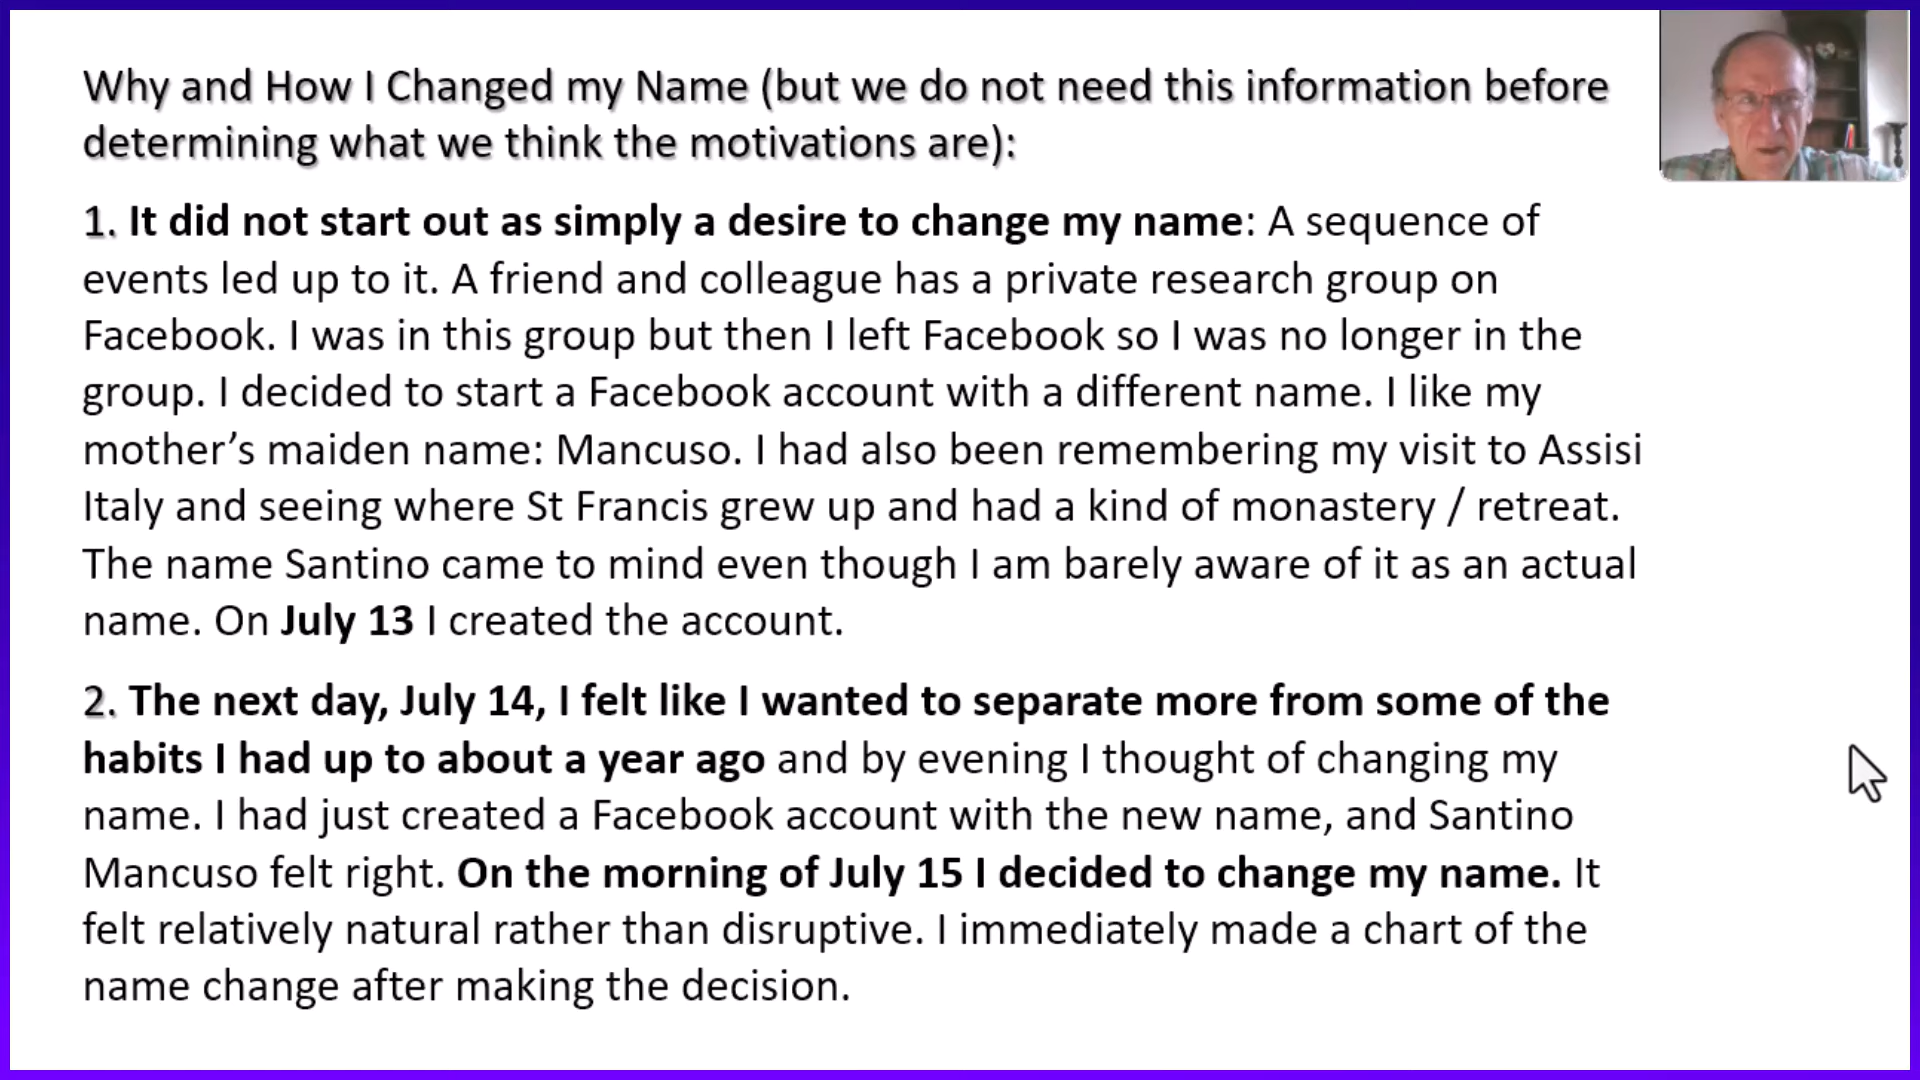 Why and How I Changed my Name (but we do not need this information before
determining what we think the motivations are):
1. It did not start out as simply a desire to change my name: A sequence of
events led up to it. A friend and colleague has a private research group on
Facebook. I was in this group but then I left Facebook so I was no longer in the
group. I decided to start a Facebook account with a different name. I like my
mother’s maiden name: Mancuso. I had also been remembering my visit to Assisi
Italy and seeing where St Francis grew up and had a kind of monastery / retreat.
The name Santino came to mind even though I am barely aware of it as an actual
name. On July 13 I created the account.
2. The next day, July 14, I felt like I wanted to separate more from some of the
habits I had up to about a year ago and by evening I thought of changing my
name. I had just created a Facebook account with the new name, and Santino
Mancuso felt right. On the morning of July 15 I decided to change my name. It
felt relatively natural rather than disruptive. I immediately made a chart of the
name change after making the decision.